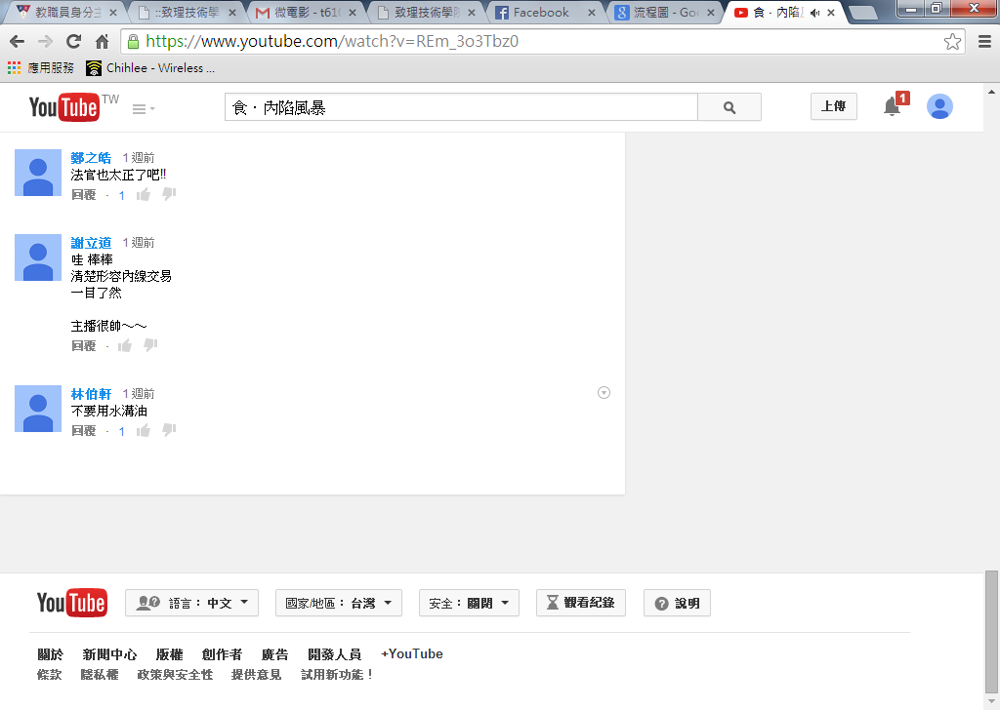 教職員身分主
::致理技術學
微電影 - t610
致理技術學院
Facebook
流程圖 - Goo
食 · 內陷
https://www.youtube.com/watch?v=REm_3o3Tbz0
應用服務 Chihlee - Wireless ...
YouTube TW
食 · 內陷風暴
上傳
1
鄭之皓 1 週前
法官也太正了吧!!
回覆 · 1
謝立道 1 週前
哇 棒棒
清楚形容內線交易
一目了然
主播很帥～～
回覆 ·
林伯軒 1 週前
不要用水溝油
回覆 · 1
YouTube 語言：中文 國家/地區：台灣 安全：關閉 觀看紀錄 說明
關於 新聞中心 版權 創作者 廣告 開發人員 +YouTube
條款 隱私權 政策與安全性 提供意見 試用新功能！